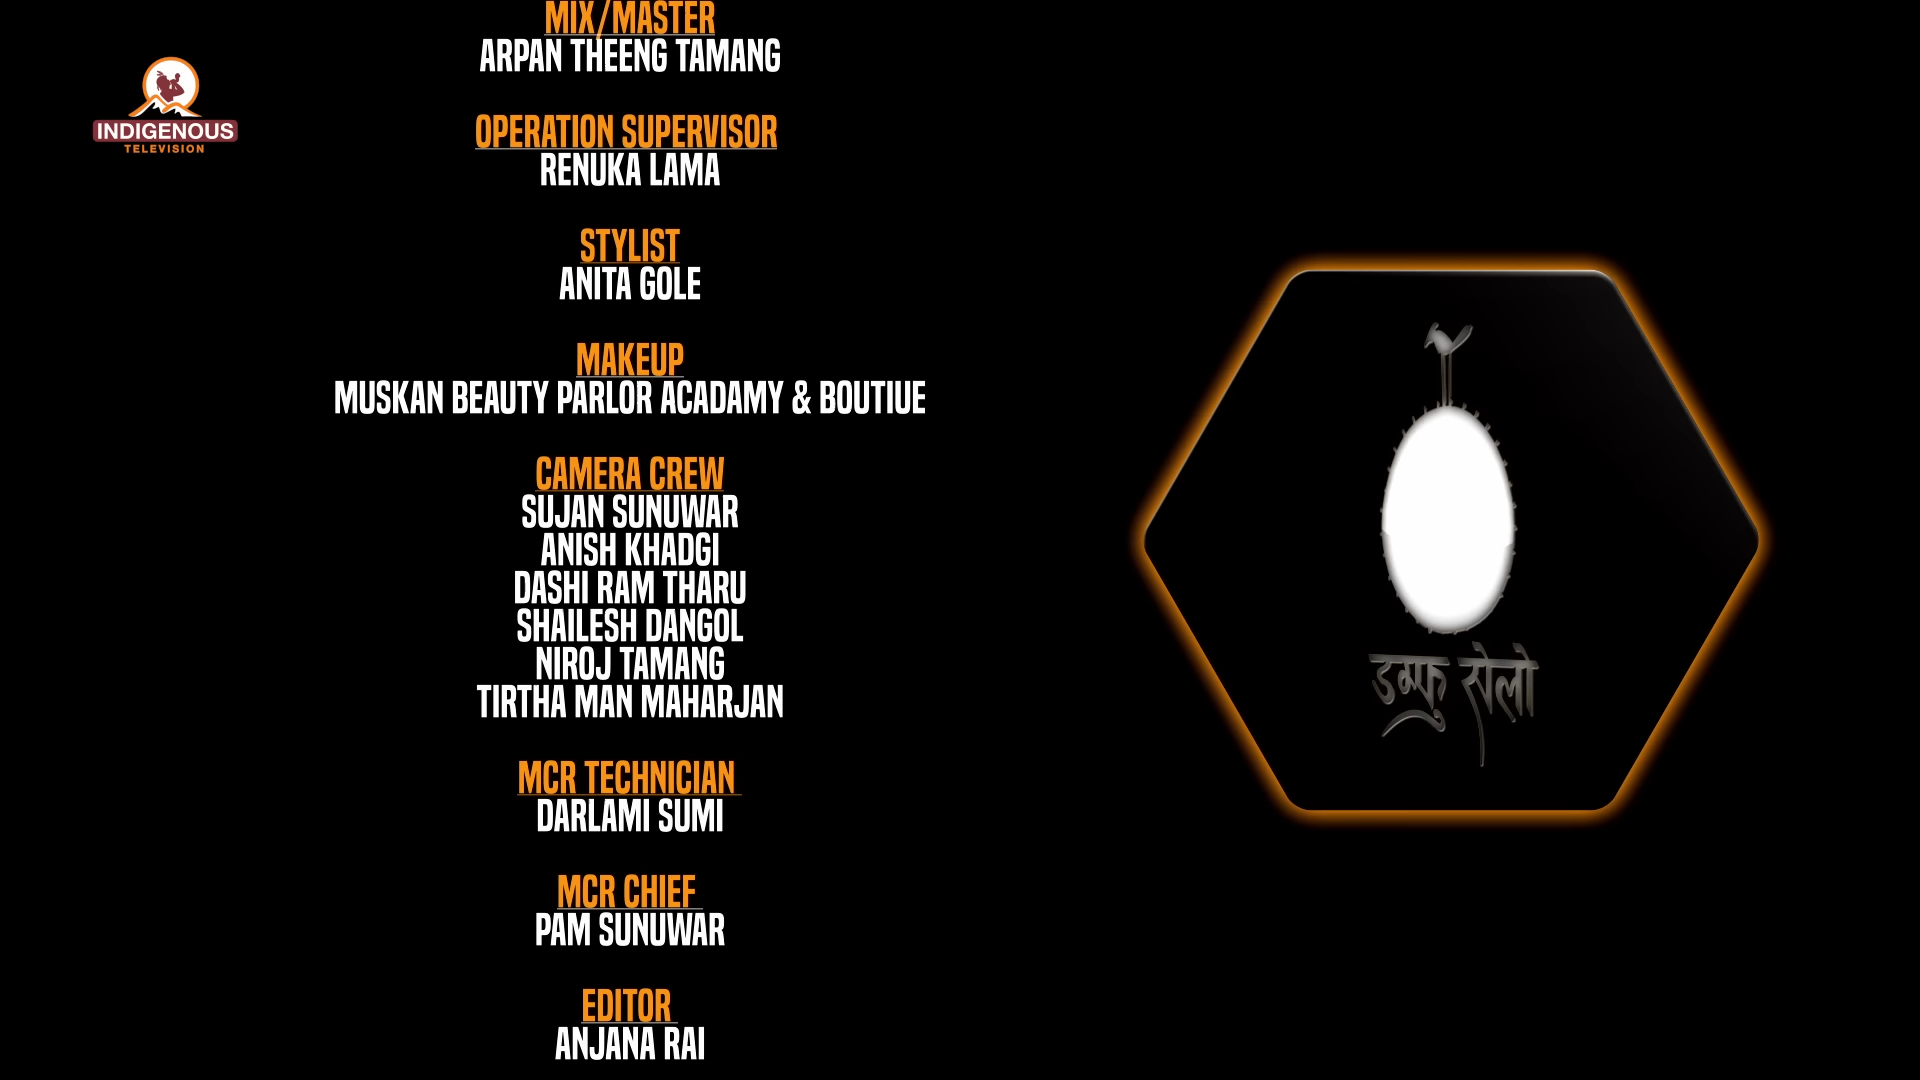 INDIGENOUS
TELEVISION
MIX/MASTER
ARPAN THEENG TAMANG
OPERATION SUPERVISOR
RENUKA LAMA
STYLIST
ANITA GOLE
MAKEUP
MUSKAN BEAUTY PARLOR ACADAMY & BOUTIUE
CAMERA CREW
SUJAN SUNUWAR
ANISH KHADGI
DASHI RAM THARU
SHAILESH DANGOL
NIROJ TAMANG
TIRTHA MAN MAHARJAN
MCR TECHNICIAN
DARLAMI SUMI
MCR CHIEF
PAM SUNUWAR
EDITOR
ANJANA RAI
डम्फु सेलो